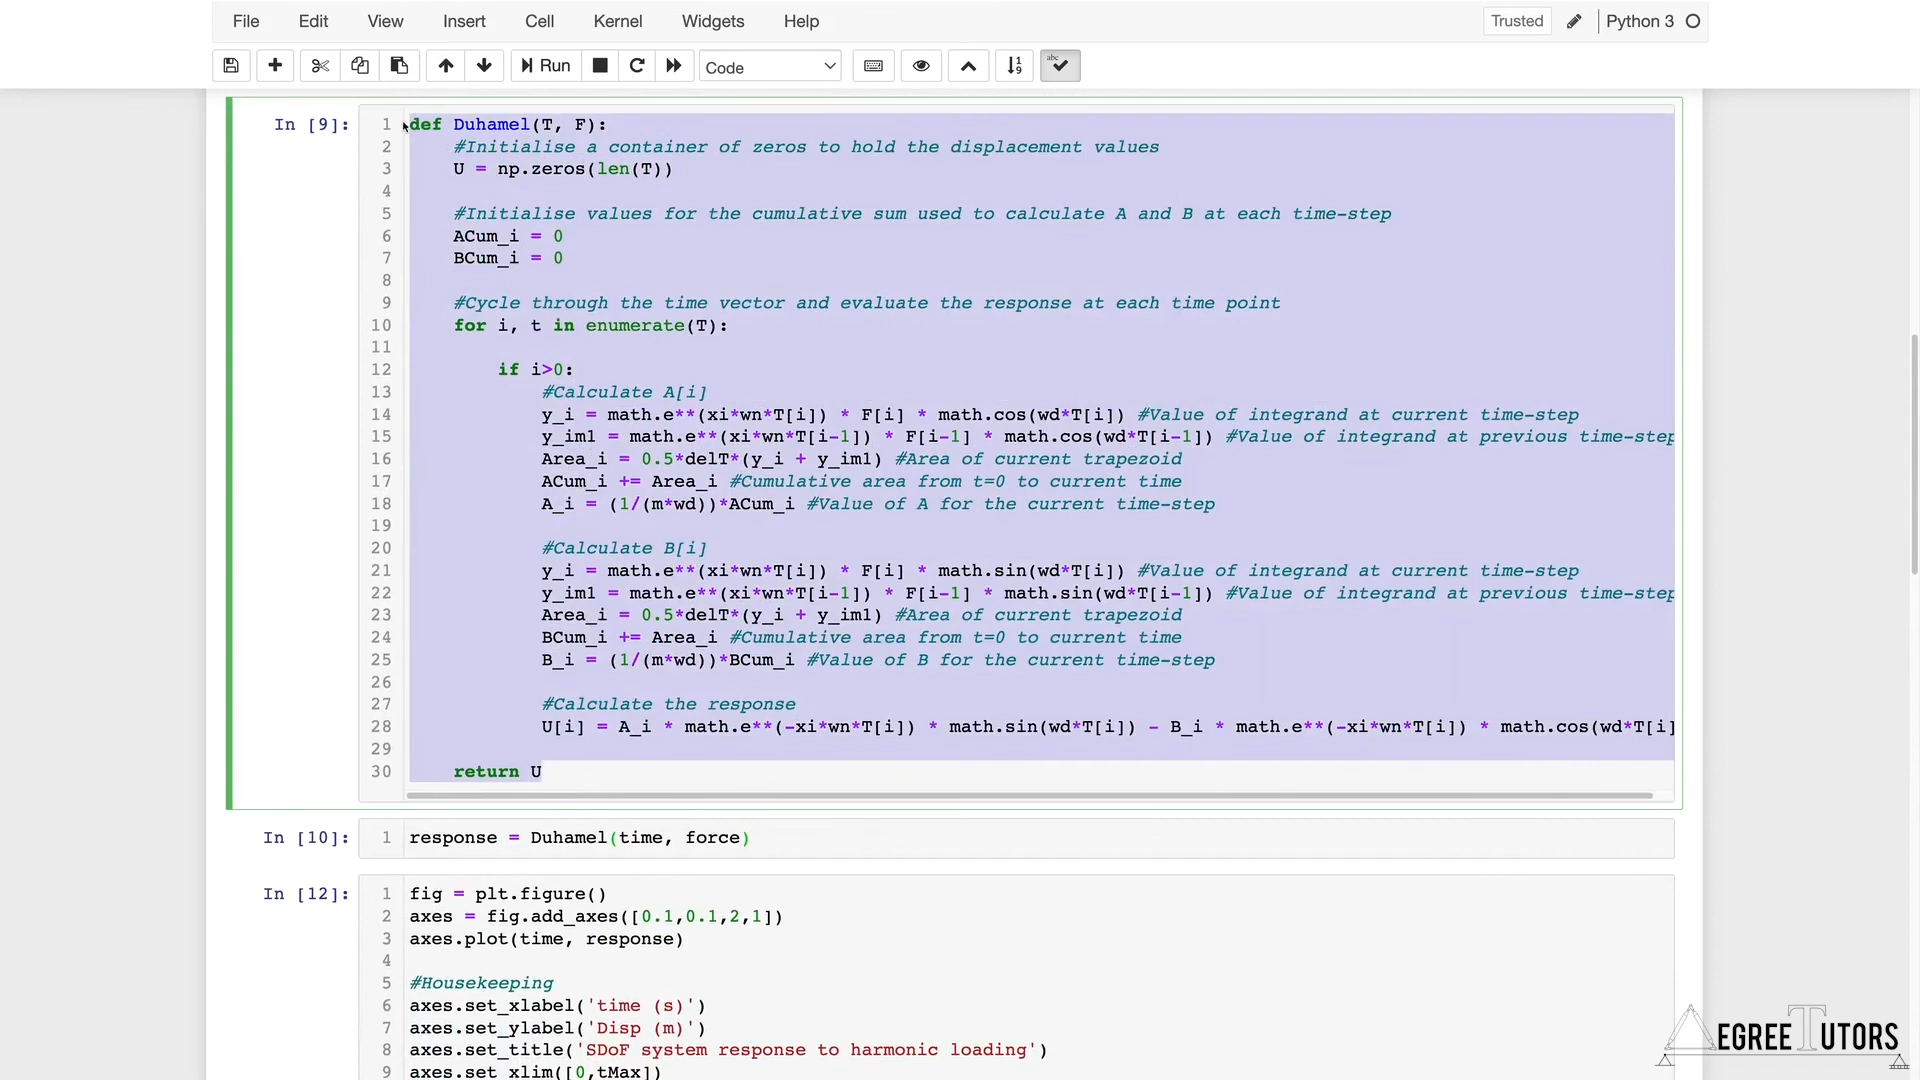 File Edit View Insert Cell Kernel Widgets Help Trusted Python 3
Run Code abc
In [9]:
1 def Duhamel(T, F):
2 #Initialise a container of zeros to hold the displacement values
3 U = np.zeros(len(T))
4
5 #Initialise values for the cumulative sum used to calculate A and B at each time-step
6 ACum_i = 0
7 BCum_i = 0
8
9 #Cycle through the time vector and evaluate the response at each time point
10 for i, t in enumerate(T):
11
12 if i>0:
13 #Calculate A[i]
14 y_i = math.e**(xi*wn*T[i]) * F[i] * math.cos(wd*T[i]) #Value of integrand at current time-step
15 y_im1 = math.e**(xi*wn*T[i-1]) * F[i-1] * math.cos(wd*T[i-1]) #Value of integrand at previous time-step
16 Area_i = 0.5*delT*(y_i + y_im1) #Area of current trapezoid
17 ACum_i += Area_i #Cumulative area from t=0 to current time
18 A_i = (1/(m*wd))*ACum_i #Value of A for the current time-step
19
20 #Calculate B[i]
21 y_i = math.e**(xi*wn*T[i]) * F[i] * math.sin(wd*T[i]) #Value of integrand at current time-step
22 y_im1 = math.e**(xi*wn*T[i-1]) * F[i-1] * math.sin(wd*T[i-1]) #Value of integrand at previous time-step
23 Area_i = 0.5*delT*(y_i + y_im1) #Area of current trapezoid
24 BCum_i += Area_i #Cumulative area from t=0 to current time
25 B_i = (1/(m*wd))*BCum_i #Value of B for the current time-step
26
27 #Calculate the response
28 U[i] = A_i * math.e**(-xi*wn*T[i]) * math.sin(wd*T[i]) - B_i * math.e**(-xi*wn*T[i]) * math.cos(wd*T[i]
29
30 return U
In [10]:
1 response = Duhamel(time, force)
In [12]:
1 fig = plt.figure()
2 axes = fig.add_axes([0.1,0.1,2,1])
3 axes.plot(time, response)
4
5 #Housekeeping
6 axes.set_xlabel('time (s)')
7 axes.set_ylabel('Disp (m)')
8 axes.set_title('SDoF system response to harmonic loading')
9 axes.set_xlim([0,tMax])
DEGREE TUTORS